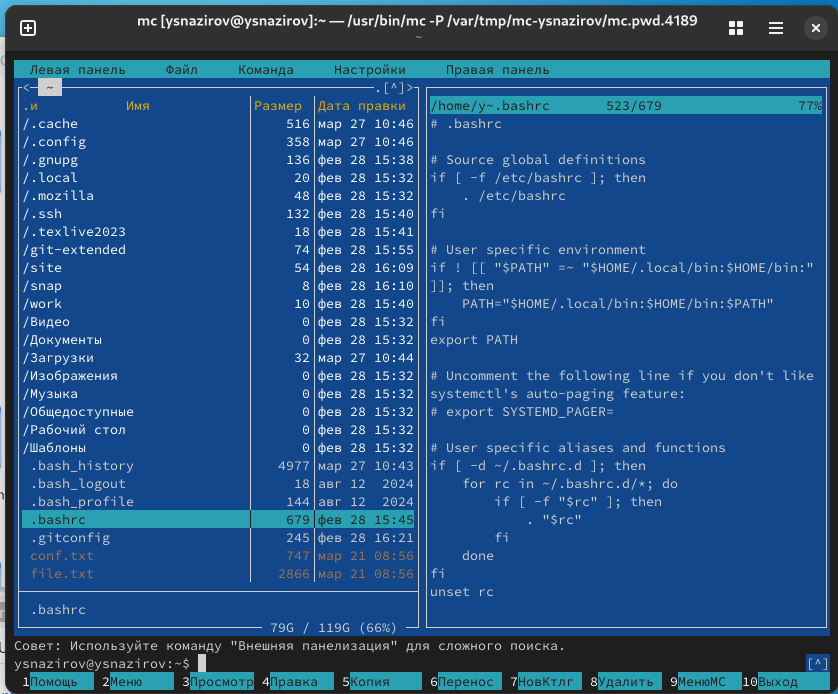 mc [ysnazirov@ysnazirov]:~ — /usr/bin/mc -P /var/tmp/mc-ysnazirov/mc.pwd.4189
~
Левая панель Файл Команда Настройки Правая панель
<- ~ .[^]>
.и Имя Размер Дата правки
/.cache 516 мар 27 10:46
/.config 358 мар 27 10:46
/.gnupg 136 фев 28 15:38
/.local 20 фев 28 15:32
/.mozilla 48 фев 28 15:32
/.ssh 132 фев 28 15:40
/.texlive2023 18 фев 28 15:41
/git-extended 74 фев 28 15:55
/site 54 фев 28 16:09
/snap 8 фев 28 16:10
/work 10 фев 28 15:40
/Видео 0 фев 28 15:32
/Документы 0 фев 28 15:32
/Загрузки 32 мар 27 10:44
/Изображения 0 фев 28 15:32
/Музыка 0 фев 28 15:32
/Общедоступные 0 фев 28 15:32
/Рабочий стол 0 фев 28 15:32
/Шаблоны 0 фев 28 15:32
.bash_history 4977 мар 27 10:43
.bash_logout 18 авг 12 2024
.bash_profile 144 авг 12 2024
.bashrc 679 фев 28 15:45
.gitconfig 245 фев 28 16:21
conf.txt 747 мар 21 08:56
file.txt 2866 мар 21 08:56
.bashrc
79G / 119G (66%)
/home/y~.bashrc 523/679 77%
# .bashrc
# Source global definitions
if [ -f /etc/bashrc ]; then
. /etc/bashrc
fi
# User specific environment
if ! [[ "$PATH" =~ "$HOME/.local/bin:$HOME/bin:"
]]; then
PATH="$HOME/.local/bin:$HOME/bin:$PATH"
fi
export PATH
# Uncomment the following line if you don't like
systemctl's auto-paging feature:
# export SYSTEMD_PAGER=
# User specific aliases and functions
if [ -d ~/.bashrc.d ]; then
for rc in ~/.bashrc.d/*; do
if [ -f "$rc" ]; then
. "$rc"
fi
done
fi
unset rc
Совет: Используйте команду "Внешняя панелизация" для сложного поиска.
ysnazirov@ysnazirov:~$ [^]
1Помощь 2Меню 3Просмотр 4Правка 5Копия 6Перенос 7НовКтлг 8Удалить 9МенюМС 10Выход